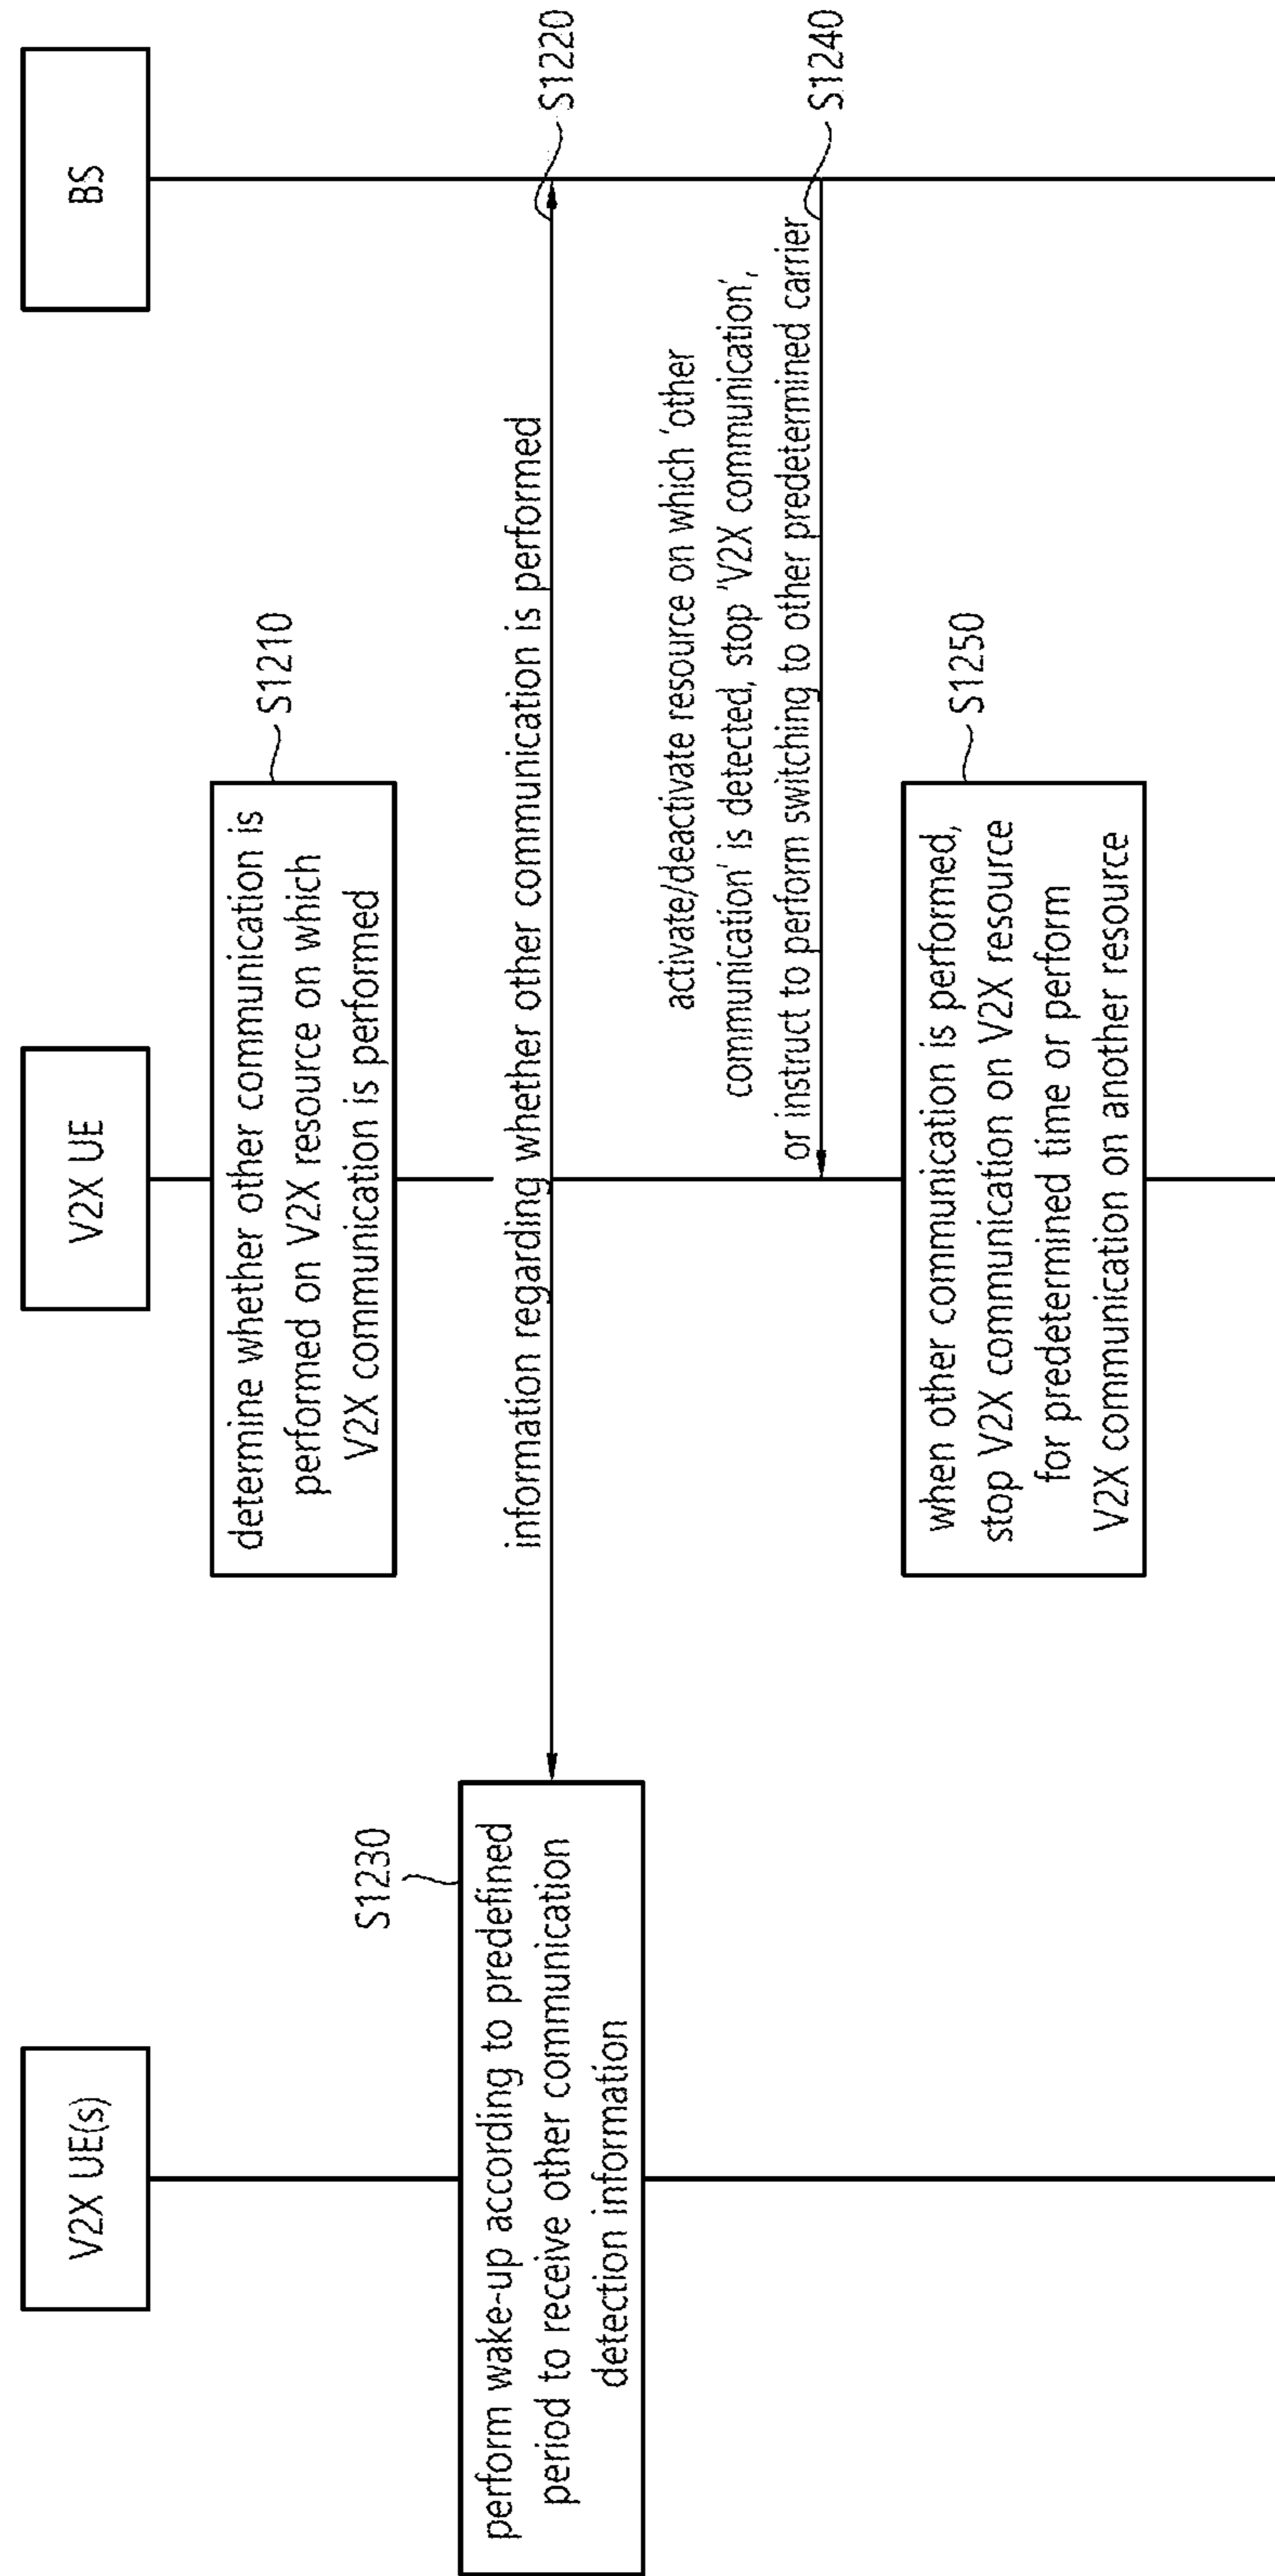 V2X UE(s)
V2X UE
BS
determine whether other communication is
performed on V2X resource on which
V2X communication is performed
S1210
S1230
perform wake-up according to predefined
period to receive other communication
detection information
information regarding whether other communication is performed
S1220
activate/deactivate resource on which 'other
communication' is detected, stop 'V2X communication',
or instruct to perform switching to other predetermined carrier
S1240
when other communication is performed,
stop V2X communication on V2X resource
for predetermined time or perform
V2X communication on another resource
S1250